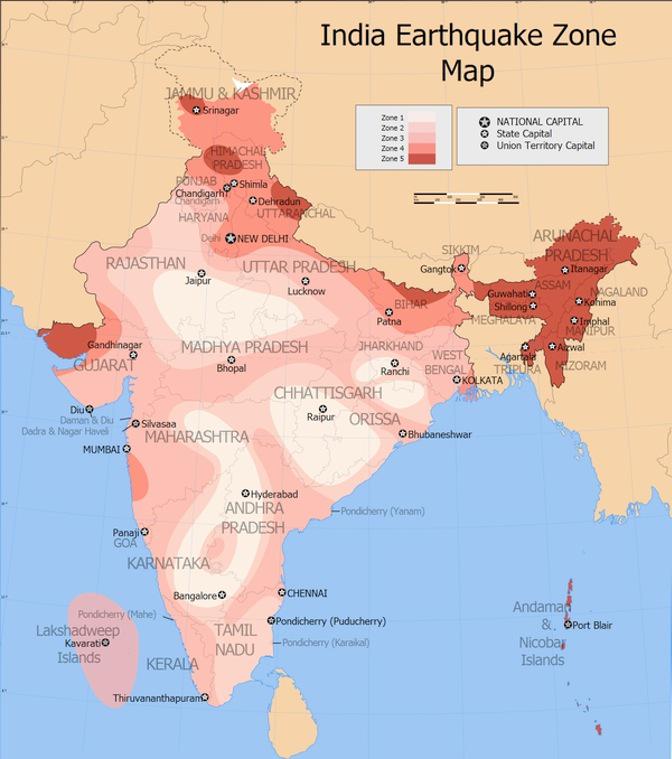 India Earthquake Zone
Map
Zone 1
Zone 2
Zone 3
Zone 4
Zone 5
NATIONAL CAPITAL
State Capital
Union Territory Capital
JAMMU & KASHMIR
Srinagar
HIMACHAL
PRADESH
PUNJAB
Shimla
Chandigarh
Chandigarh
Dehradun
UTTARANCHAL
HARYANA
Delhi
NEW DELHI
RAJASTHAN
Jaipur
UTTAR PRADESH
Lucknow
SIKKIM
Gangtok
ARUNACHAL
PRADESH
Itanagar
ASSAM
Guwahati
NAGALAND
Kohima
Shillong
MEGHALAYA
Imphal
MANIPUR
BIHAR
Patna
Agartala
Aizwal
TRIPURA
MIZORAM
Gandhinagar
GUJARAT
MADHYA PRADESH
Bhopal
JHARKHAND
Ranchi
WEST
BENGAL
KOLKATA
CHHATTISGARH
Raipur
ORISSA
Bhubaneshwar
Diu
Daman & Diu
Dadra & Nagar Haveli
Silvasaa
MAHARASHTRA
MUMBAI
Hyderabad
ANDHRA
PRADESH
Pondicherry (Yanam)
Panaji
GOA
KARNATAKA
Bangalore
CHENNAI
Pondicherry (Mahe)
Pondicherry (Puducherry)
Lakshadweep
Kavarati
Islands
TAMIL
NADU
Pondicherry (Karaikal)
KERALA
Thiruvananthapuram
Andaman
&
Nicobar
Islands
Port Blair